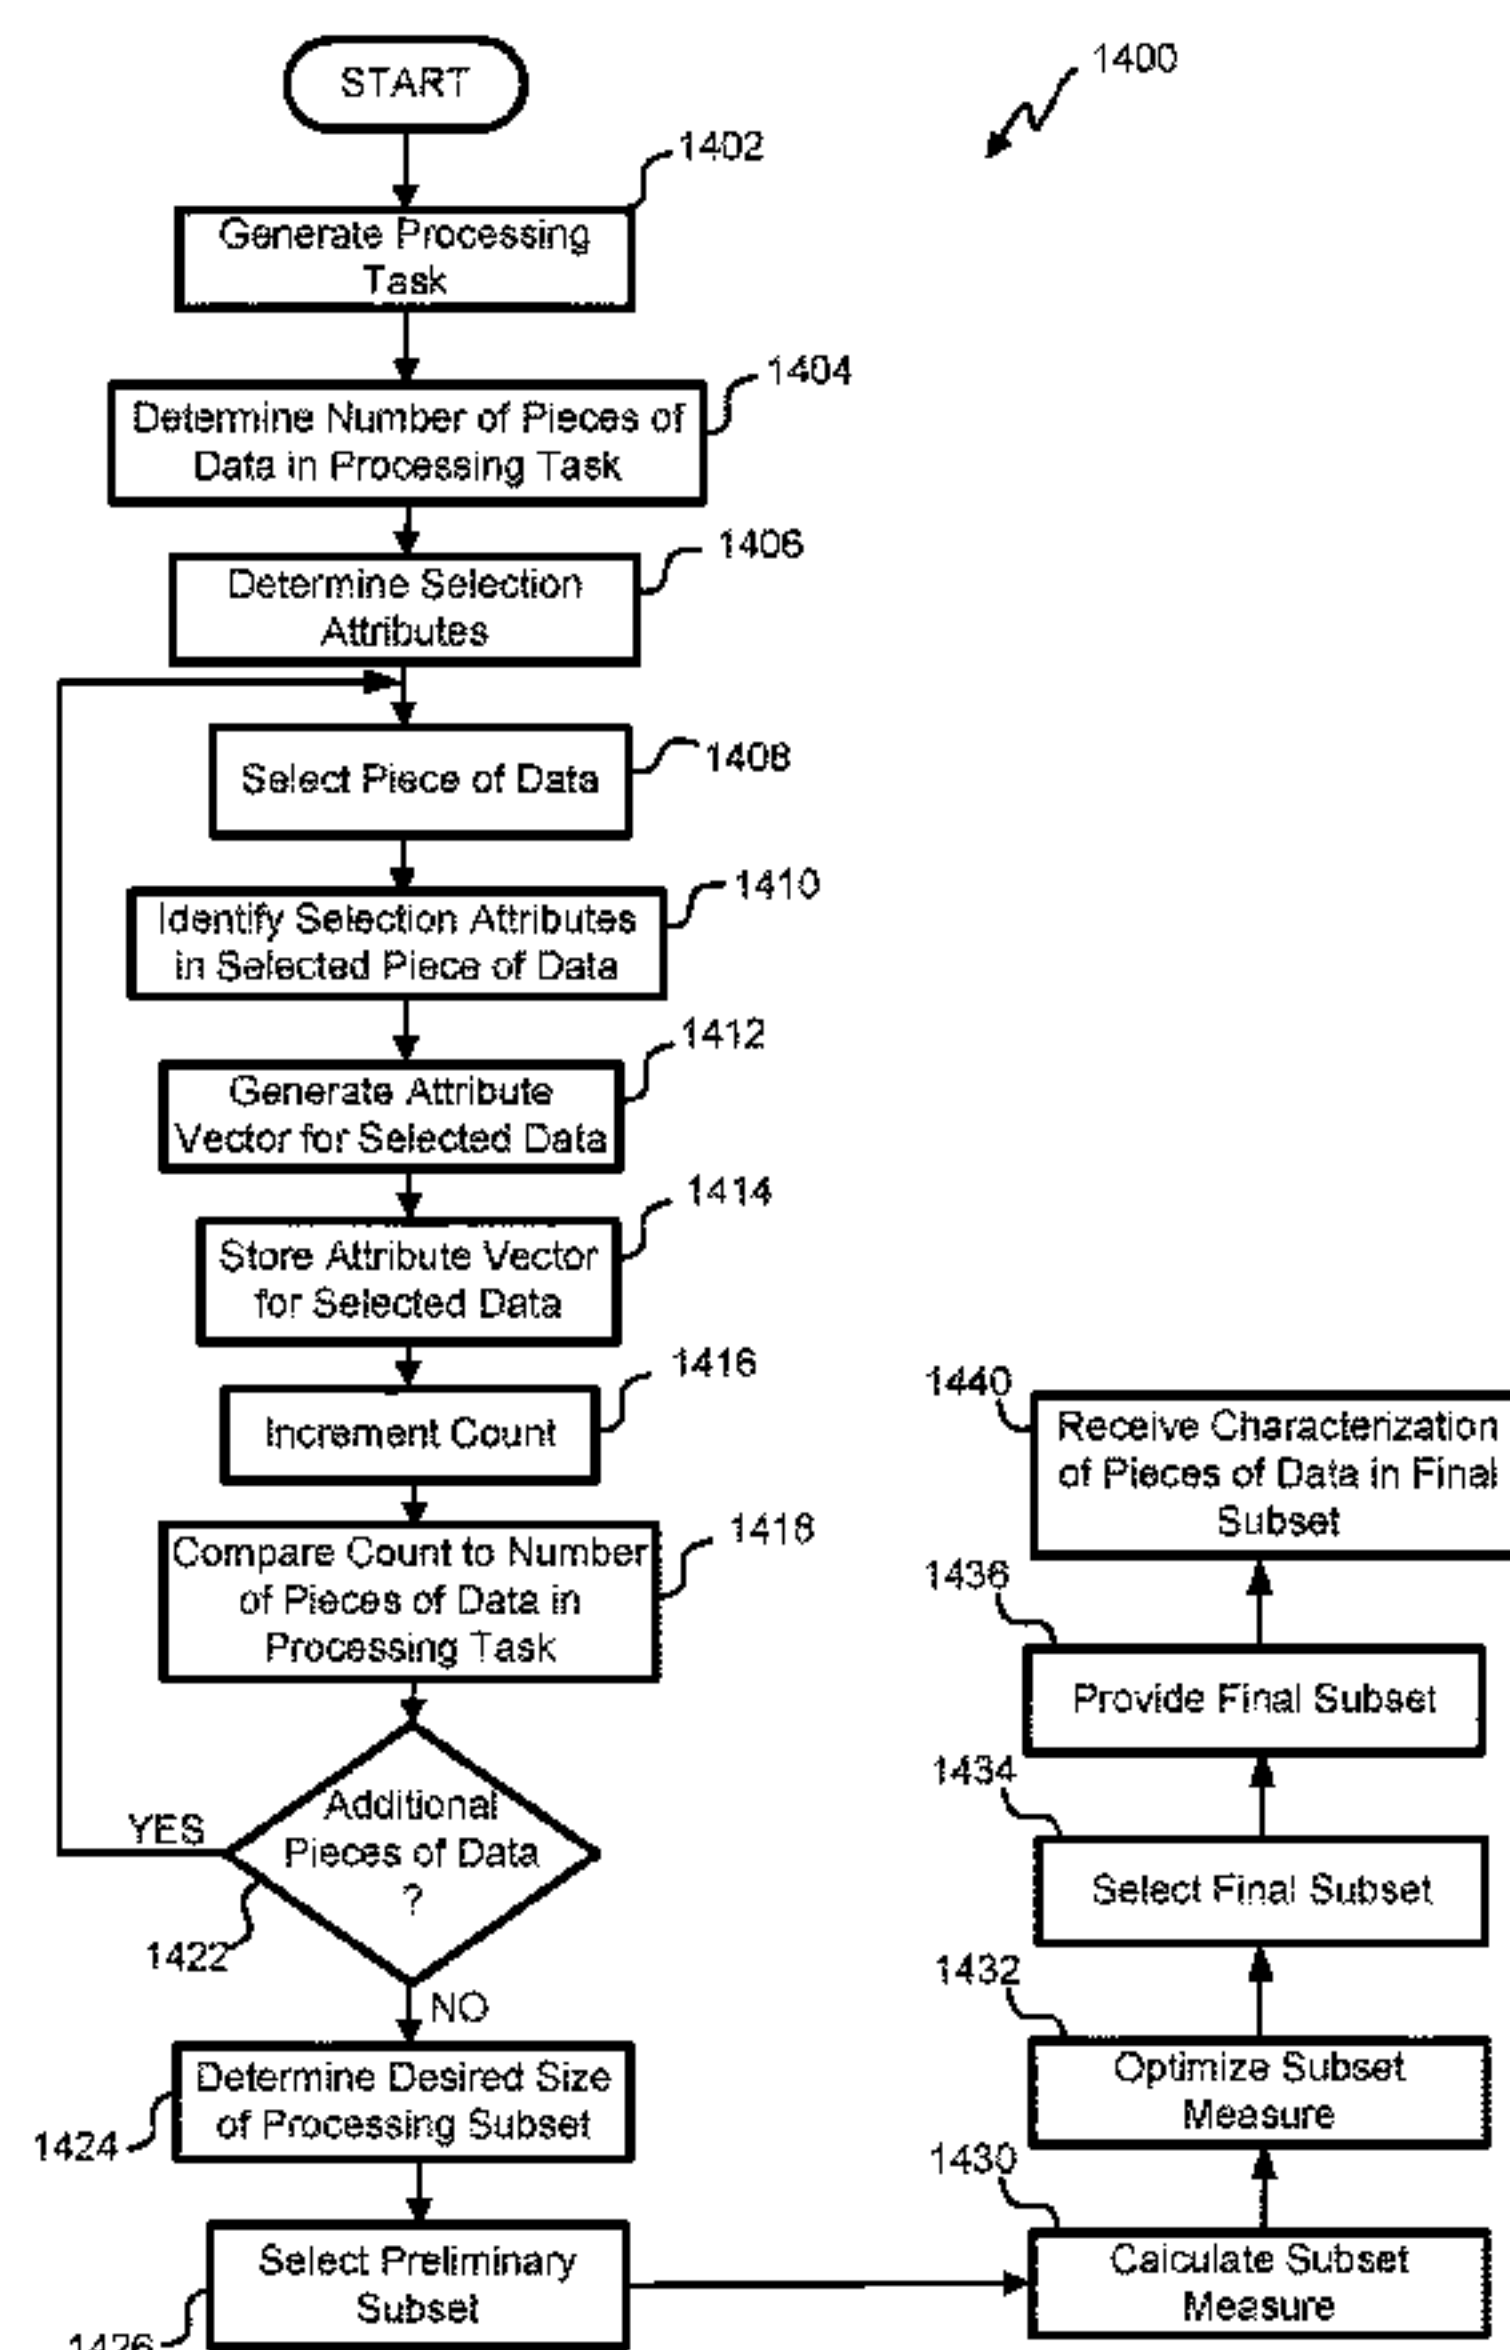 START
1400
1402
Generate Processing
Task
1404
Determine Number of Pieces of
Data in Processing Task
1406
Determine Selection
Attributes
1408
Select Piece of Data
1410
Identify Selection Attributes
in Selected Piece of Data
1412
Generate Attribute
Vector for Selected Data
1414
Store Attribute Vector
for Selected Data
1416
Increment Count
1418
Compare Count to Number
of Pieces of Data in
Processing Task
Additional
Pieces of Data
?
YES
1422
NO
Determine Desired Size
of Processing Subset
1424
Select Preliminary
Subset
1426
1430
Calculate Subset
Measure
1432
Optimize Subset
Measure
1434
Select Final Subset
1436
Provide Final Subset
1440
Receive Characterization
of Pieces of Data in Final
Subset